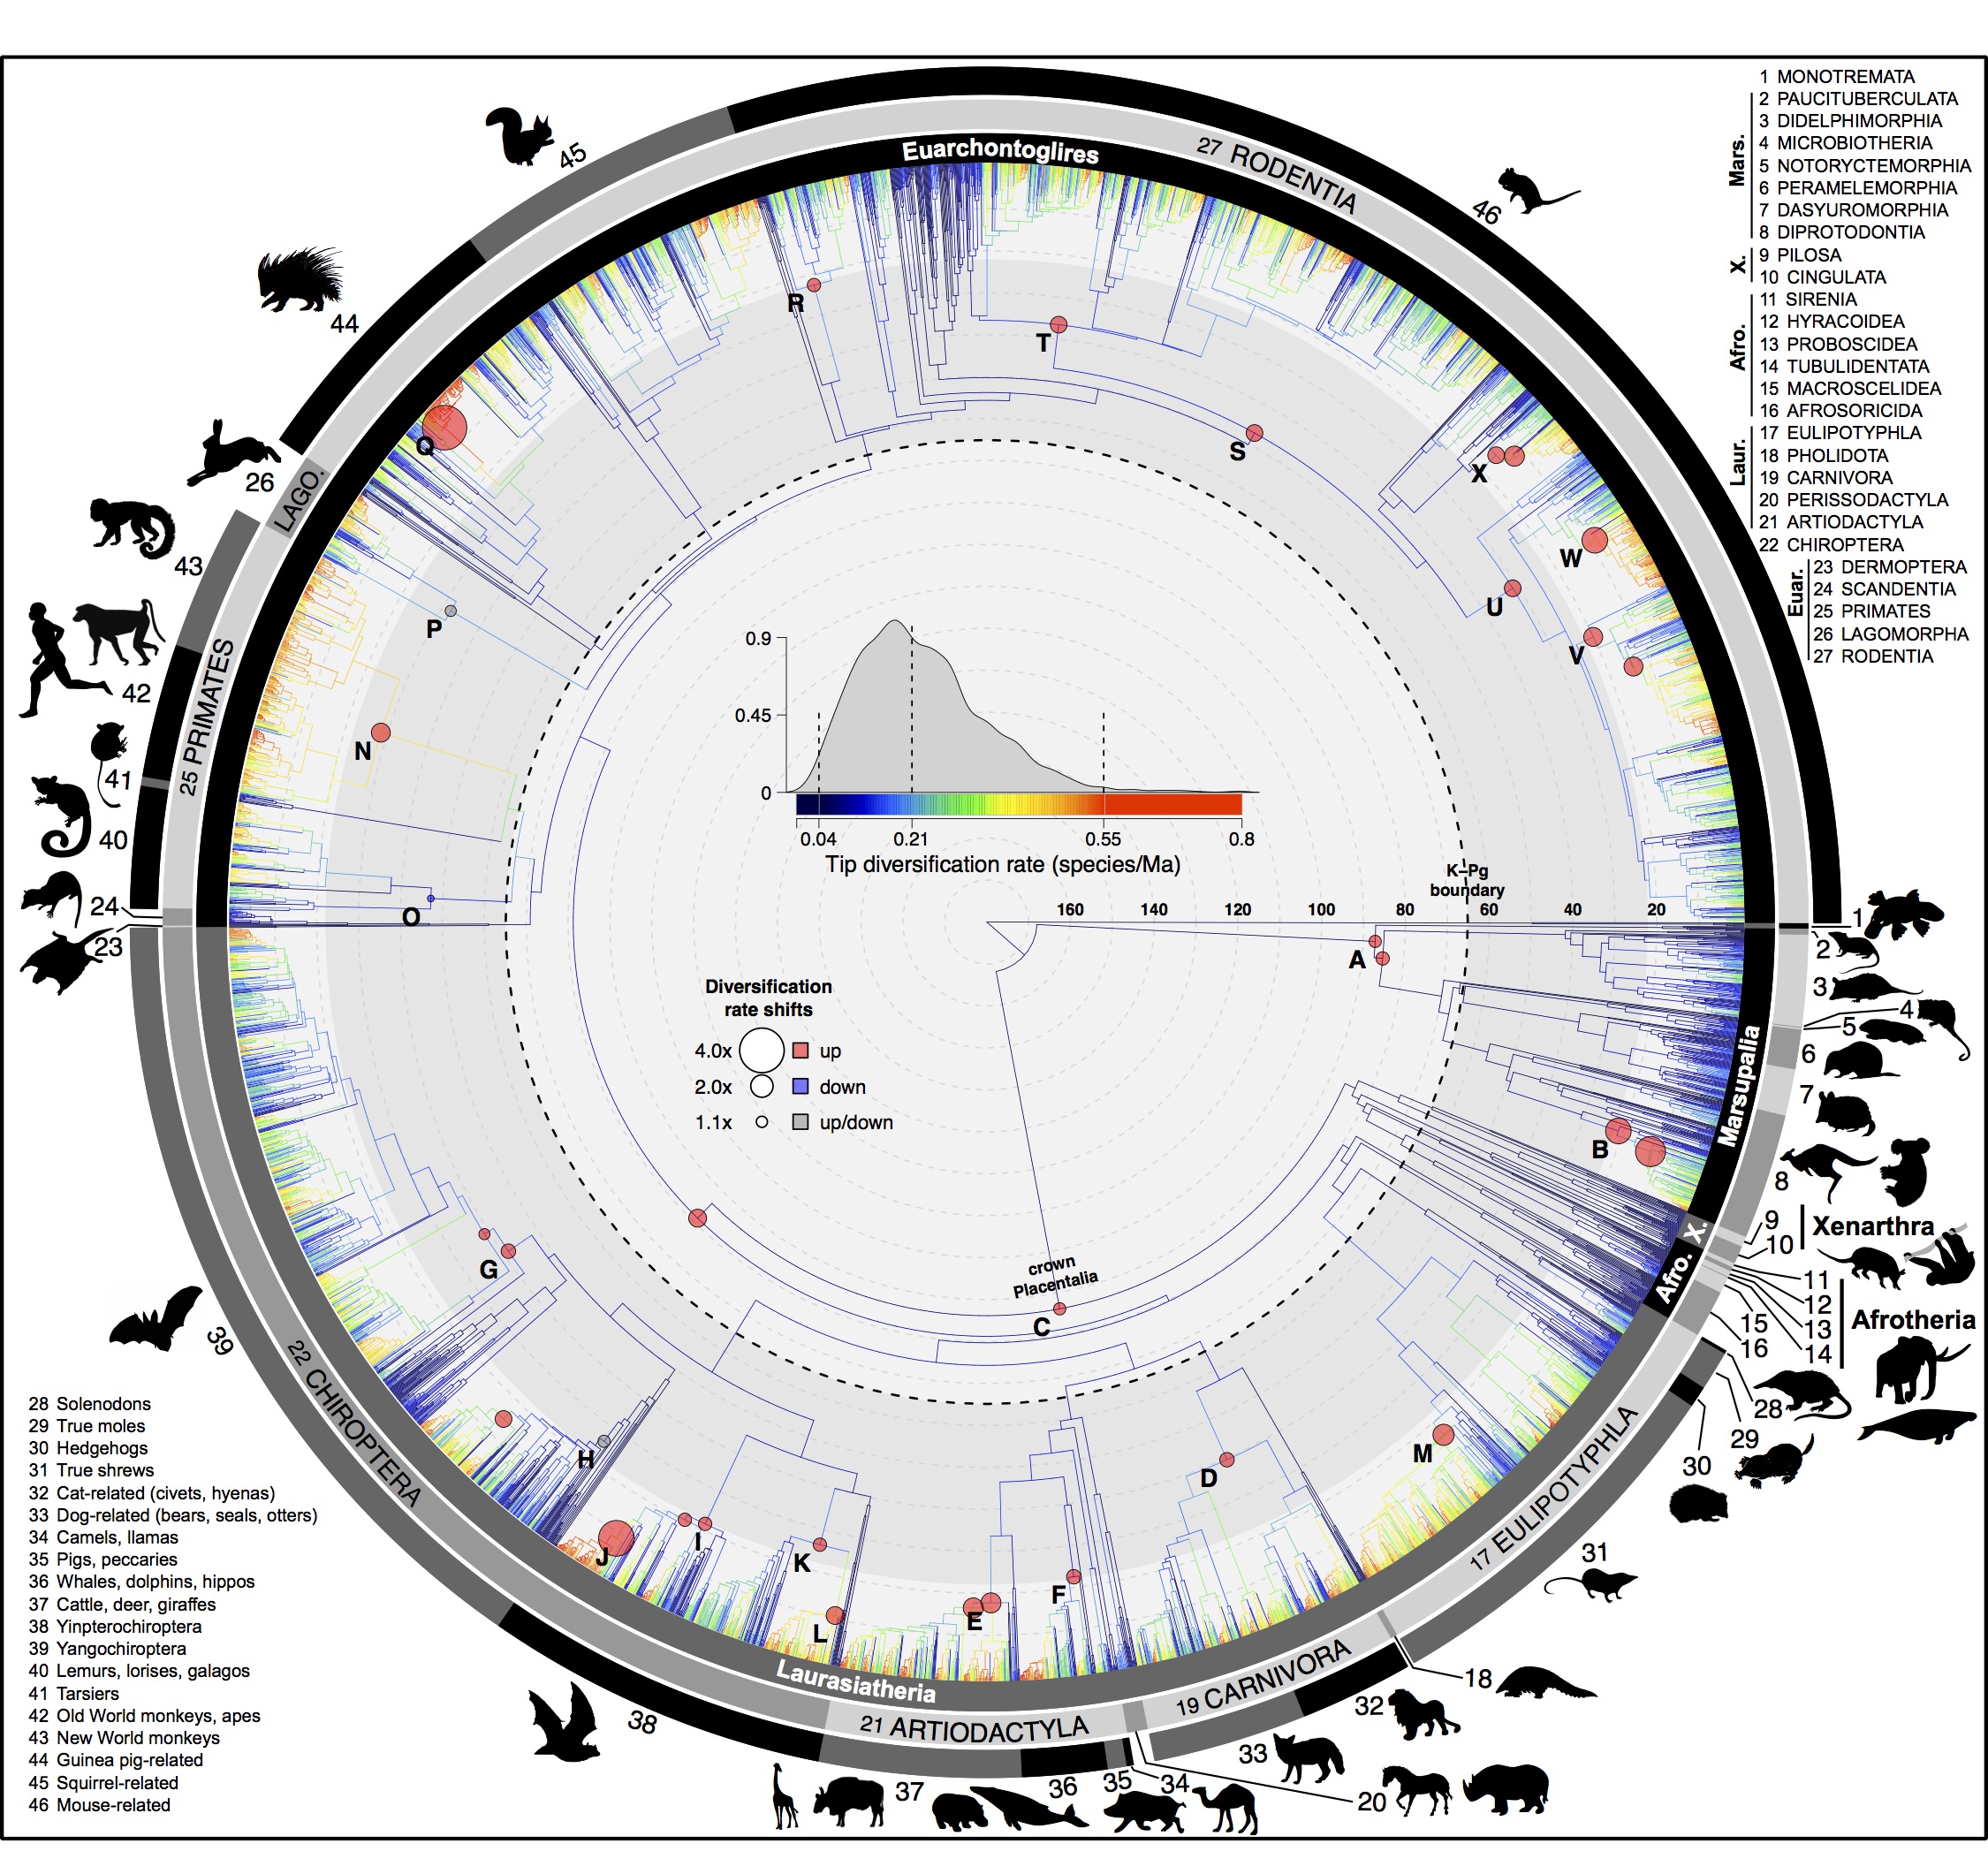 1 MONOTREMATA
2 PAUCITUBERCULATA
3 DIDELPHIMORPHIA
4 MICROBIOTHERIA
5 NOTORYCTEMORPHIA
6 PERAMELEMORPHIA
7 DASYUROMORPHIA
8 DIPROTODONTIA
9 PILOSA
10 CINGULATA
11 SIRENIA
12 HYRACOIDEA
13 PROBOSCIDEA
14 TUBULIDENTATA
15 MACROSCELIDEA
16 AFROSORICIDA
17 EULIPOTYPHLA
18 PHOLIDOTA
19 CARNIVORA
20 PERISSODACTYLA
21 ARTIODACTYLA
22 CHIROPTERA
23 DERMOPTERA
24 SCANDENTIA
25 PRIMATES
26 LAGOMORPHA
27 RODENTIA
Mars.
X.
Afro.
Laur.
Euar.
Euarchontoglires
27 RODENTIA
45
46
44
26
LAGO.
43
42
25 PRIMATES
41
40
24
23
R
T
S
Q
X
W
U
V
P
N
O
0.9
0.45
0
0.04 0.21 0.55 0.8
Tip diversification rate (species/Ma)
K–Pg
boundary
160 140 120 100 80 60 40 20
A
Diversification
rate shifts
4.0x up
2.0x down
1.1x up/down
B
crown
Placentalia
C
G
H
J
I
K
L
E
F
D
M
Marsupalia
X.
Afro.
1
2
3
4
5
6
7
8
9
10
Xenarthra
11
12
13
14
Afrotheria
15
16
28
29
30
31
17 EULIPOTYPHLA
18
19 CARNIVORA
32
33
20
Laurasiatheria
21 ARTIODACTYLA
34
35
36
37
38
39
22 CHIROPTERA
28 Solenodons
29 True moles
30 Hedgehogs
31 True shrews
32 Cat-related (civets, hyenas)
33 Dog-related (bears, seals, otters)
34 Camels, llamas
35 Pigs, peccaries
36 Whales, dolphins, hippos
37 Cattle, deer, giraffes
38 Yinpterochiroptera
39 Yangochiroptera
40 Lemurs, lorises, galagos
41 Tarsiers
42 Old World monkeys, apes
43 New World monkeys
44 Guinea pig-related
45 Squirrel-related
46 Mouse-related